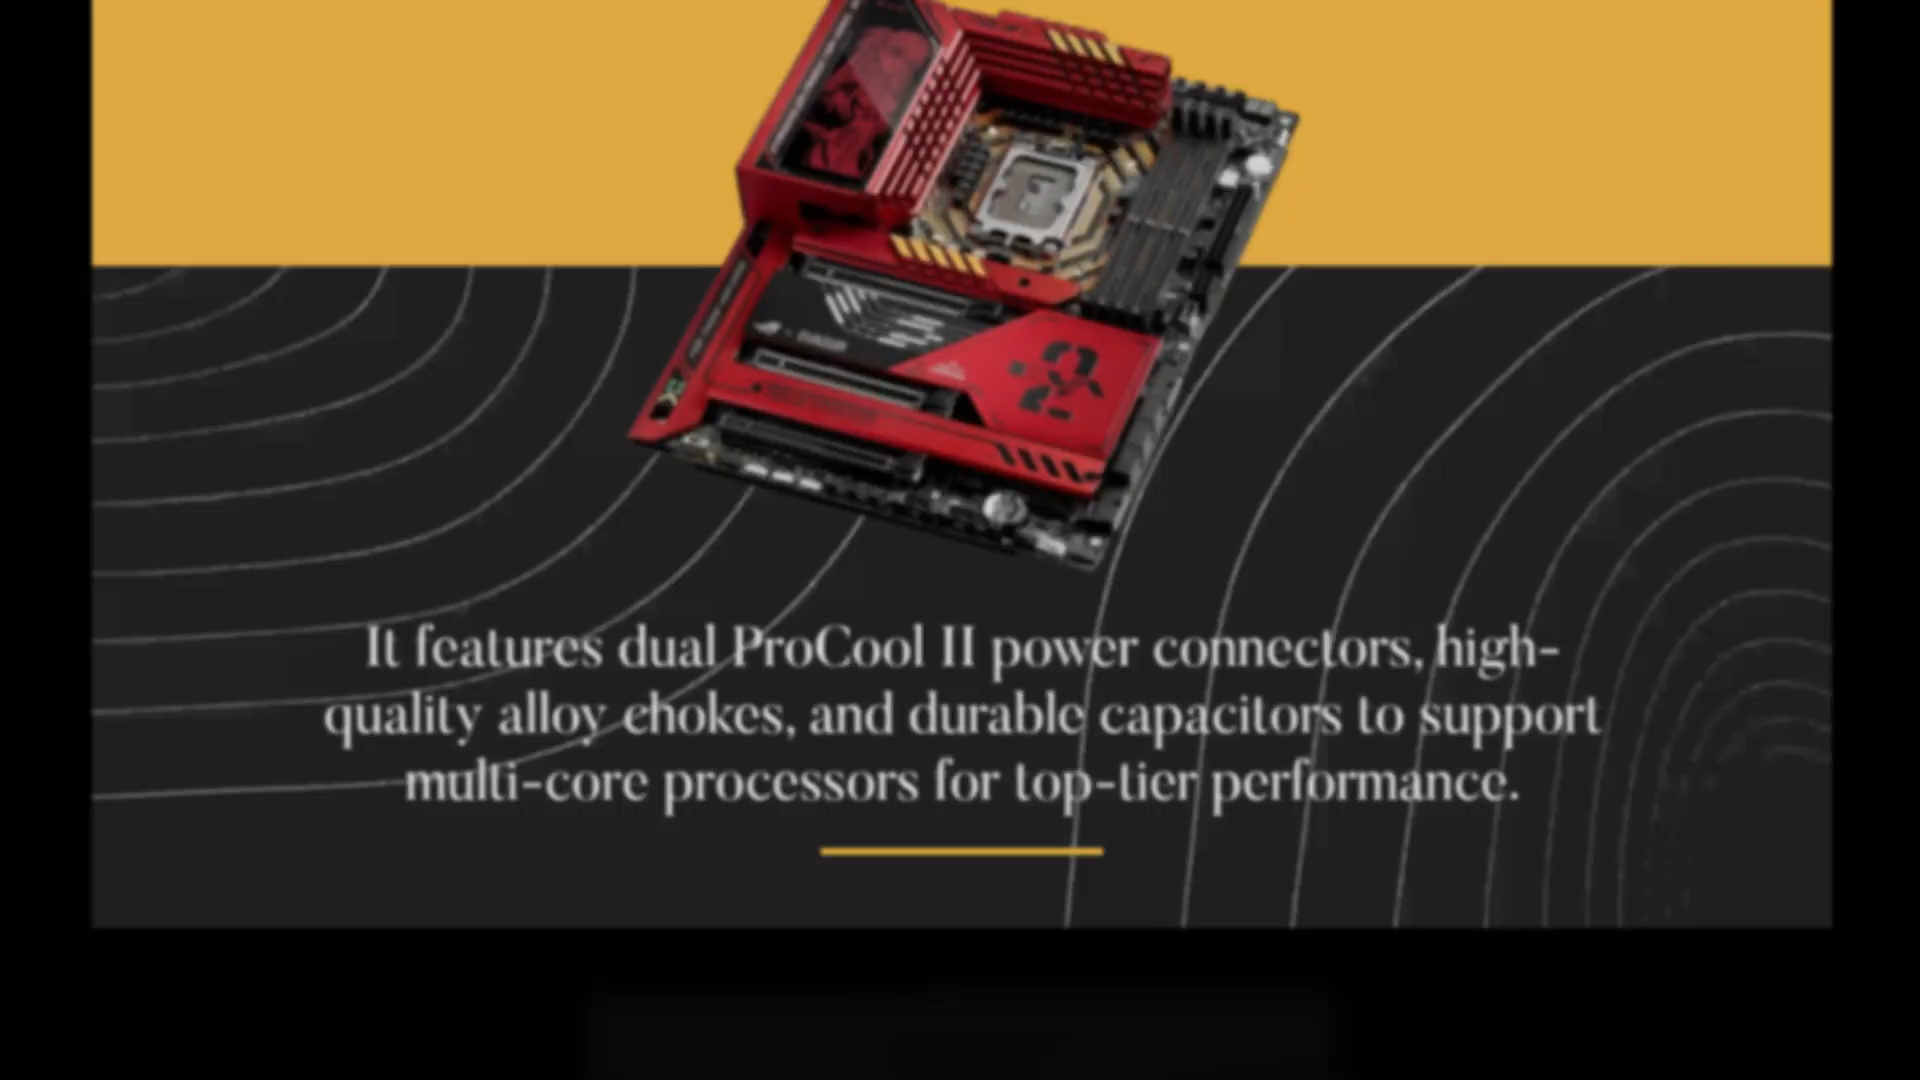 It features dual ProCool II power connectors, high-
quality alloy chokes, and durable capacitors to support
multi-core processors for top-tier performance.